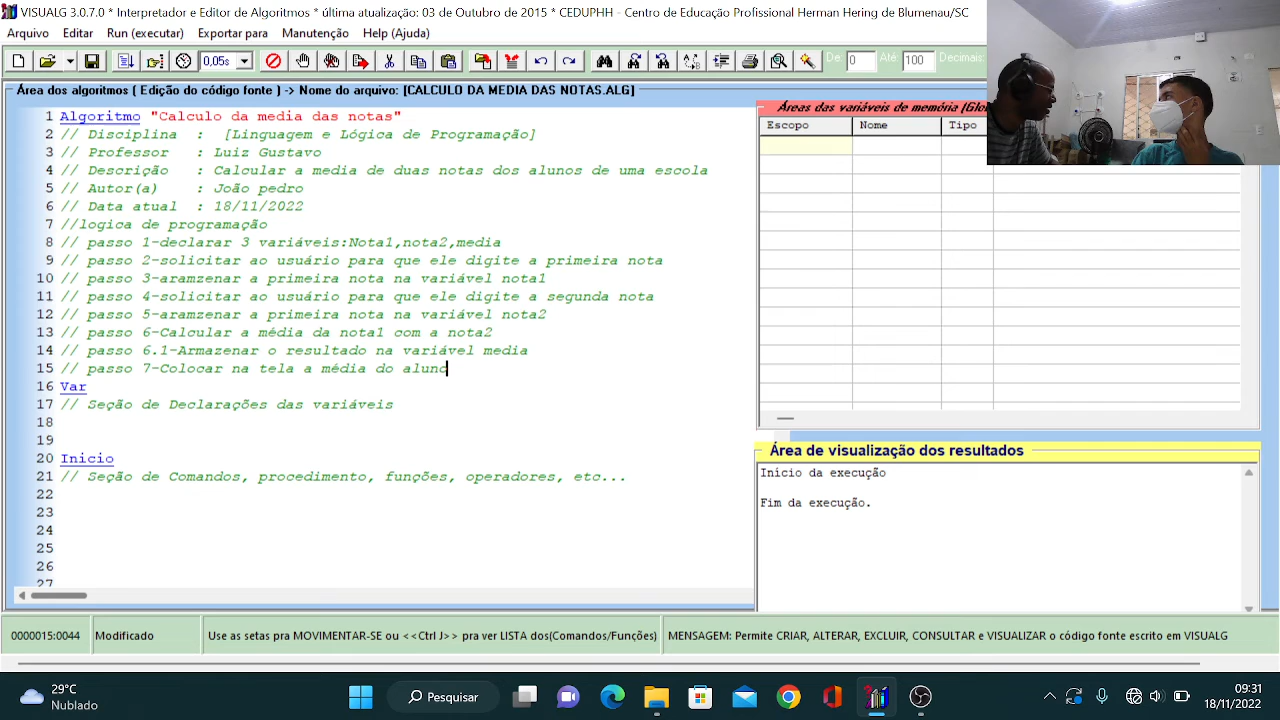 VISUALG 3.0.7.0 * Interpretador e Editor de Algoritmos * última atualização: 03 de Outubro de 2015 * CEDUPHH - Centro de Educação Profissional Herman Hering de Blumenau/SC
Arquivo Editar Run (executar) Exportar para Manutenção Help (Ajuda)
0,05s De: 0 Até: 100 Decimais:
Área dos algoritmos ( Edição do código fonte ) -> Nome do arquivo: [CALCULO DA MEDIA DAS NOTAS.ALG]
1 Algoritmo "Calculo da media das notas"
2 // Disciplina : [Linguagem e Lógica de Programação]
3 // Professor : Luiz Gustavo
4 // Descrição : Calcular a media de duas notas dos alunos de uma escola
5 // Autor(a) : João pedro
6 // Data atual : 18/11/2022
7 //logica de programação
8 // passo 1-declarar 3 variáveis:Nota1,nota2,media
9 // passo 2-solicitar ao usuário para que ele digite a primeira nota
10 // passo 3-aramzenar a primeira nota na variável nota1
11 // passo 4-solicitar ao usuário para que ele digite a segunda nota
12 // passo 5-aramzenar a primeira nota na variável nota2
13 // passo 6-Calcular a média da nota1 com a nota2
14 // passo 6.1-Armazenar o resultado na variável media
15 // passo 7-Colocar na tela a média do aluno
16 Var
17 // Seção de Declarações das variáveis
18
19
20 Inicio
21 // Seção de Comandos, procedimento, funções, operadores, etc...
22
23
24
25
26
27
Áreas das variáveis de memória [Glo
Escopo Nome Tipo
Área de visualização dos resultados
Início da execução
Fim da execução.
0000015:0044 Modificado Use as setas pra MOVIMENTAR-SE ou <<Ctrl J>> pra ver LISTA dos(Comandos/Funções) MENSAGEM: Permite CRIAR, ALTERAR, EXCLUIR, CONSULTAR e VISUALIZAR o código fonte escrito em VISUALG
29°C
Nublado
Pesquisar
09:31
18/11/2022